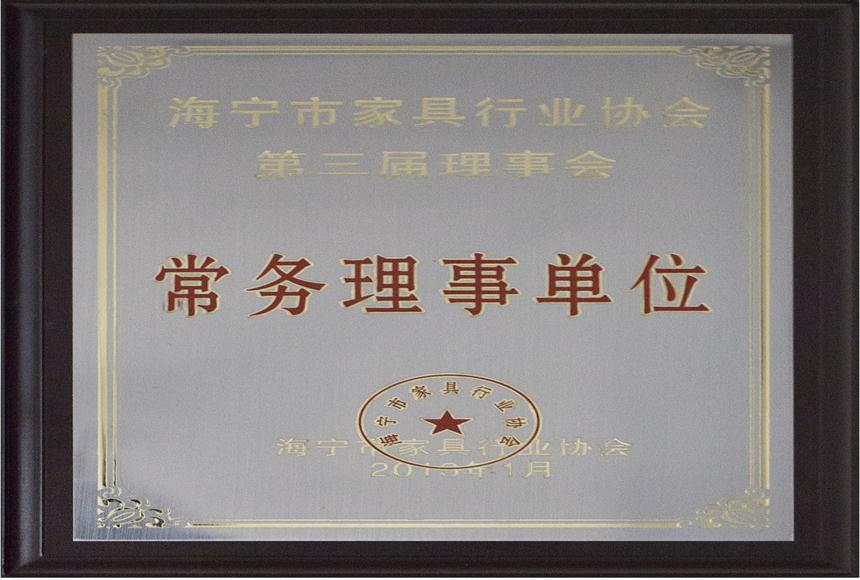 海宁市家具行业协会
第三届理事会
常务理事单位
海宁市家具行业协会
海宁市家具行业协会
2013年1月